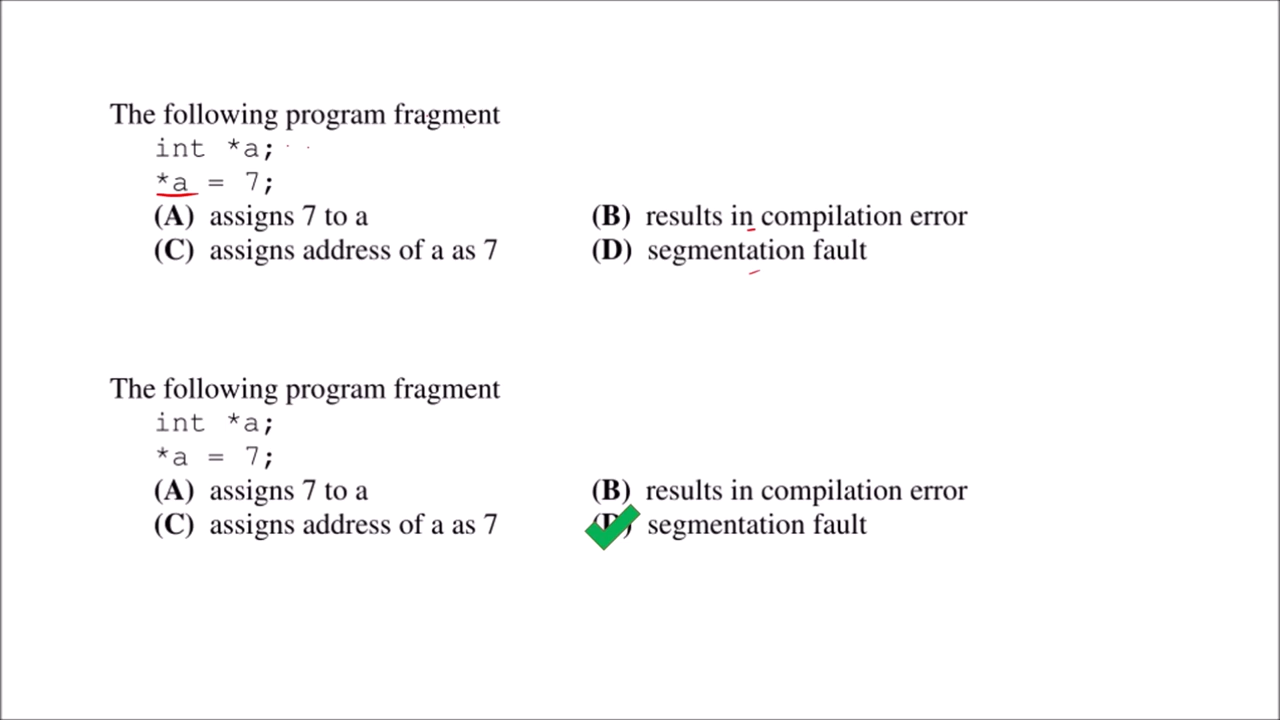 The following program fragment
int *a;
*a = 7;
(A) assigns 7 to a (B) results in compilation error
(C) assigns address of a as 7 (D) segmentation fault
The following program fragment
int *a;
*a = 7;
(A) assigns 7 to a (B) results in compilation error
(C) assigns address of a as 7 segmentation fault